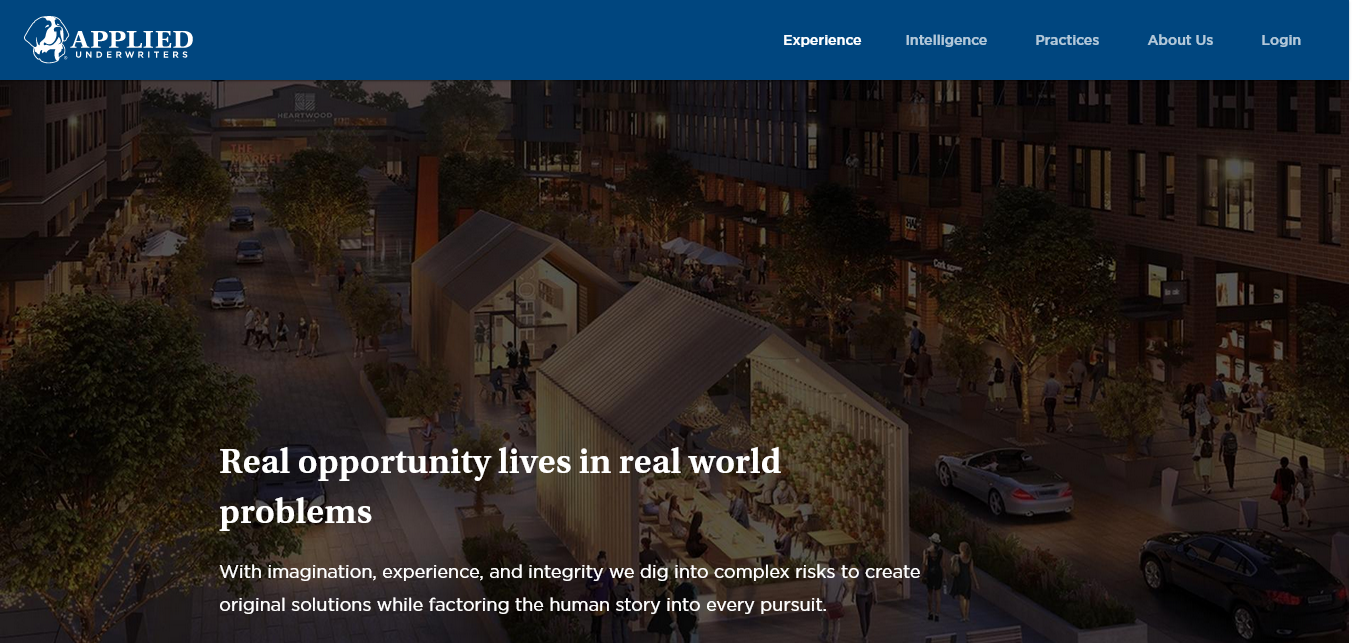 APPLIED
UNDERWRITERS
Experience
Intelligence
Practices
About Us
Login
HEARTWOOD
THE
MARKET
Real opportunity lives in real world
problems
With imagination, experience, and integrity we dig into complex risks to create
original solutions while factoring the human story into every pursuit.